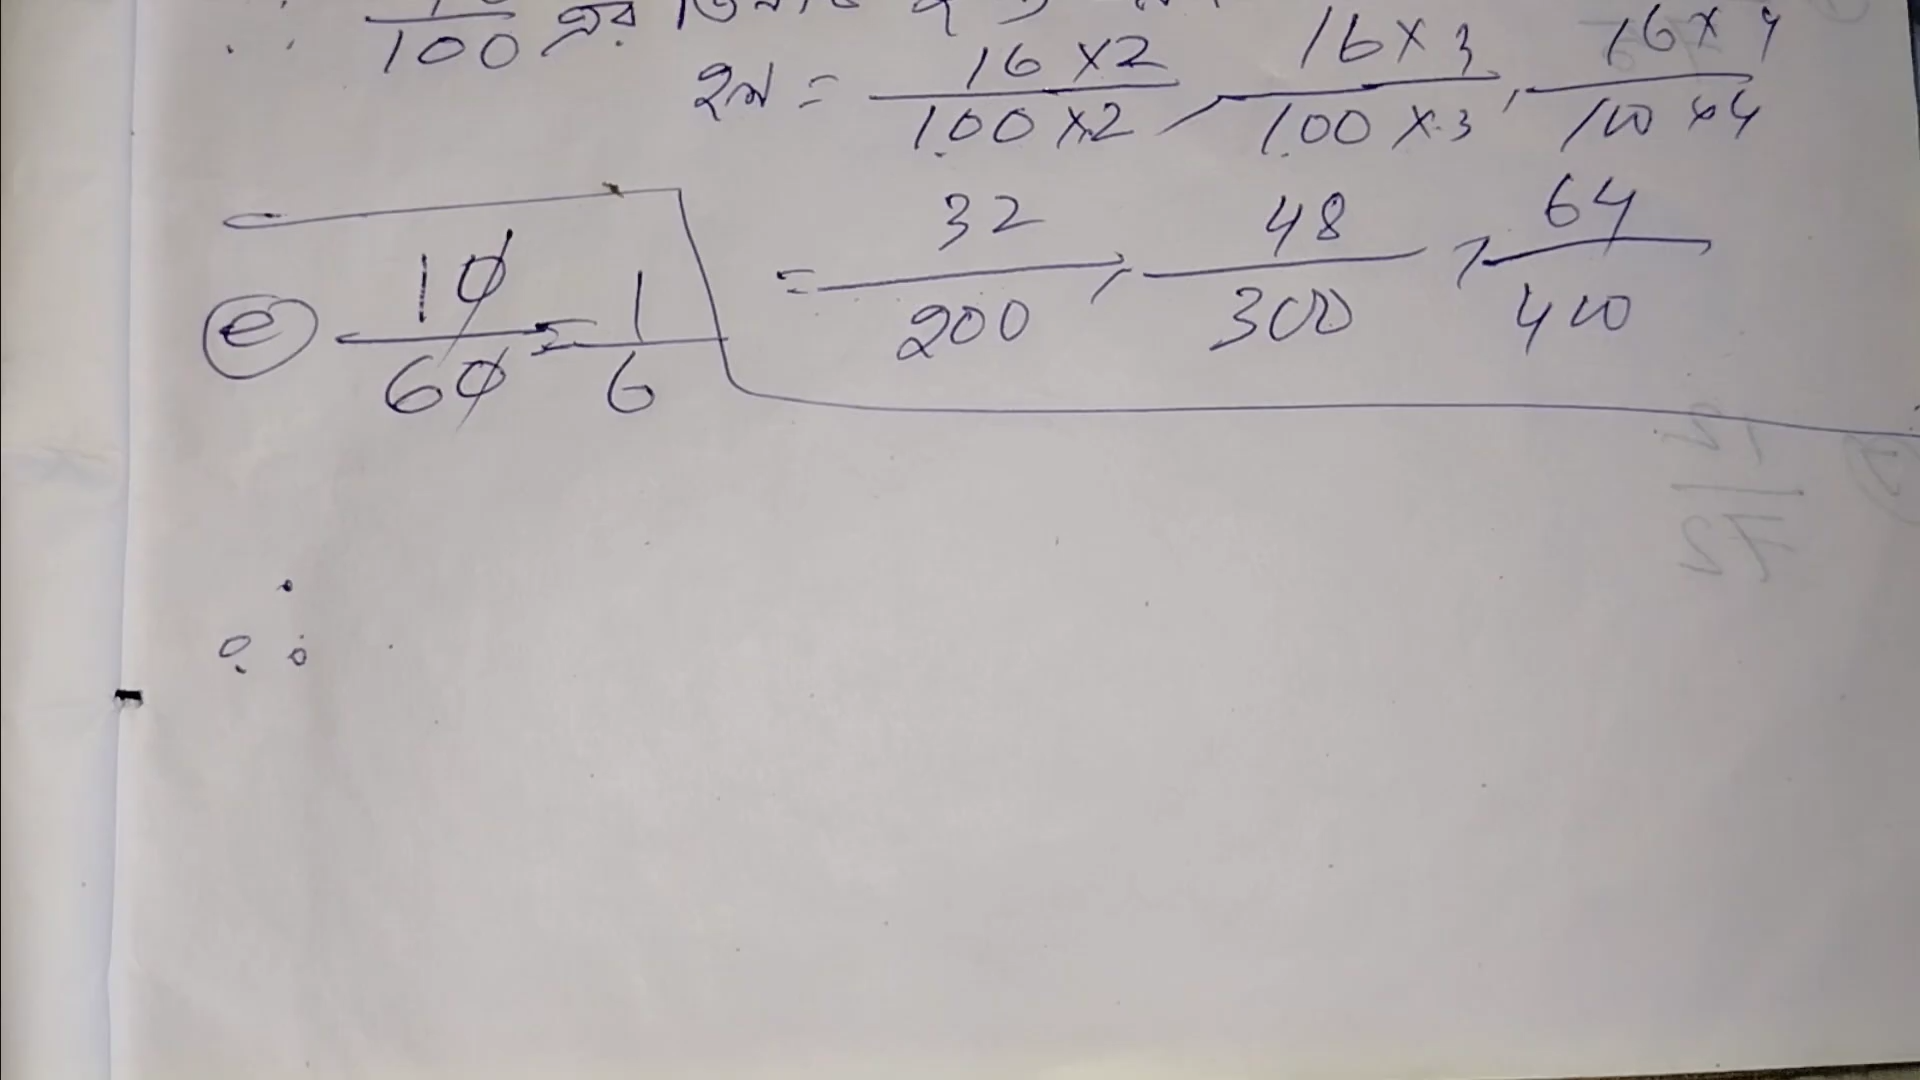 100 এর
হল = 16 x 2 / 100 x 2, 16 x 3 / 100 x 3, 16 x 4 / 100 x 4
= 32 / 200, 48 / 300, 64 / 400
(e) 10 / 60 = 1 / 6
∴